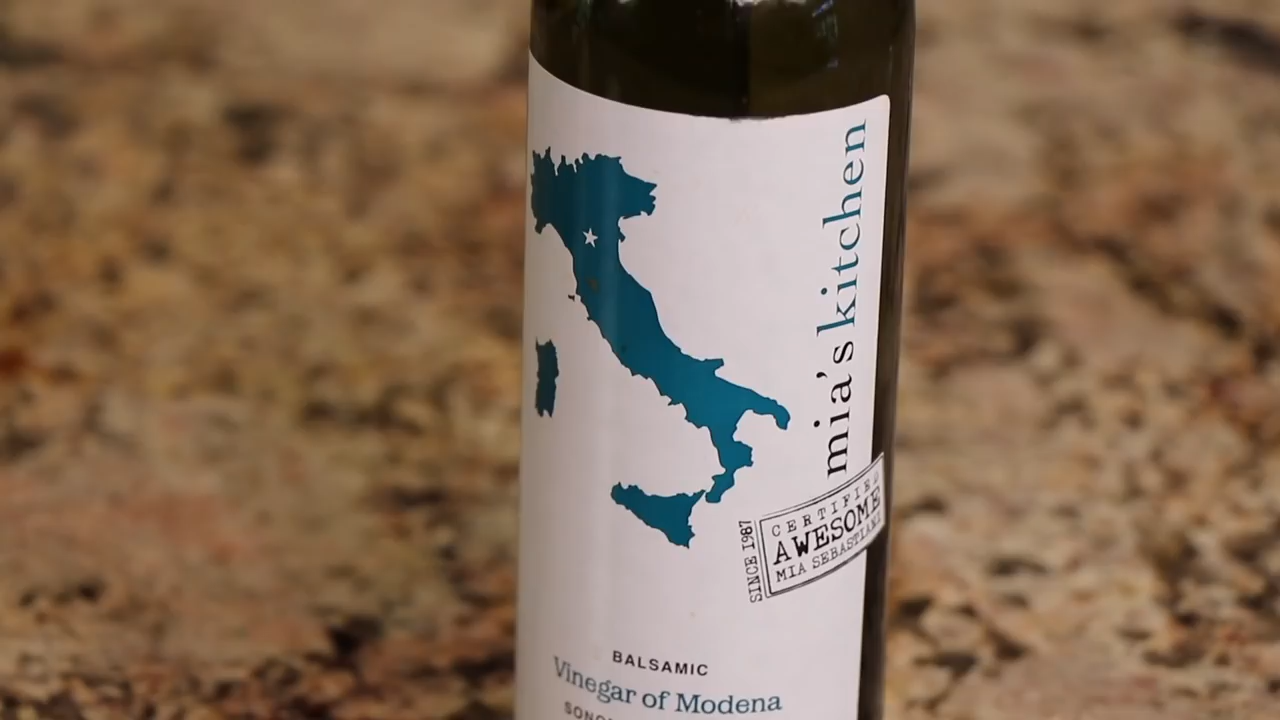 mia's kitchen
SINCE 1987
CERTIFIED
AWESOME
MIA SEBASTIANI
BALSAMIC
Vinegar of Modena